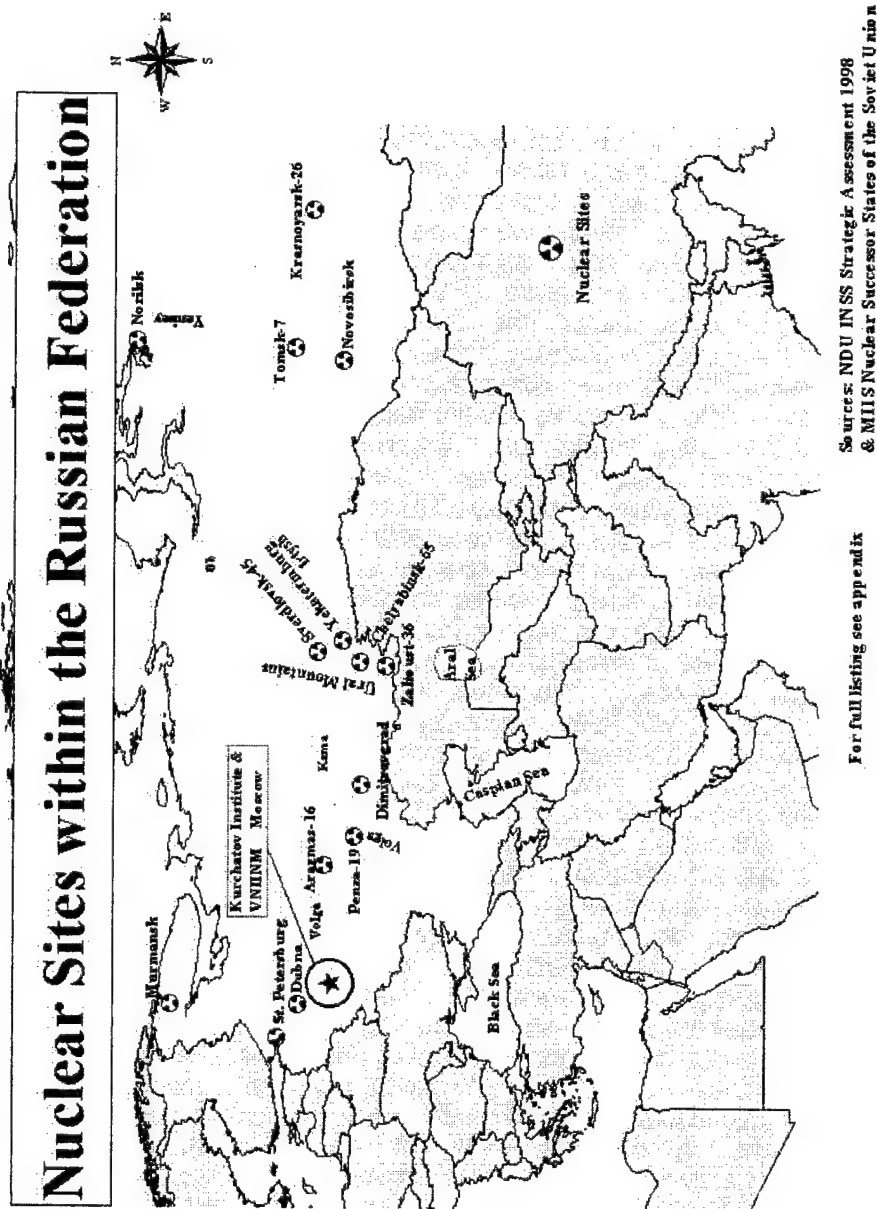 Nuclear Sites within the Russian Federation
N
W
E
S
Murmansk
Norilsk
Yenisey
Ob
St. Petersburg
Dubna
Kurchatov Institute &
VNIINM Moscow
Volga
Arazmas-16
Kama
Penza-19
Volga
Dimitrovgrad
Ural Mountains
Sverdlovsk-45
Yekaterinburg
Irtysh
Chelyabinsk-65
Zlatoust-36
Tomsk-7
Krasnoyarsk-26
Novosibirsk
Black Sea
Caspian Sea
Aral
Sea
Nuclear Sites
For full listing see appendix
Sources: NDU INSS Strategic Assessment 1998
& MIIS Nuclear Successor States of the Soviet Union